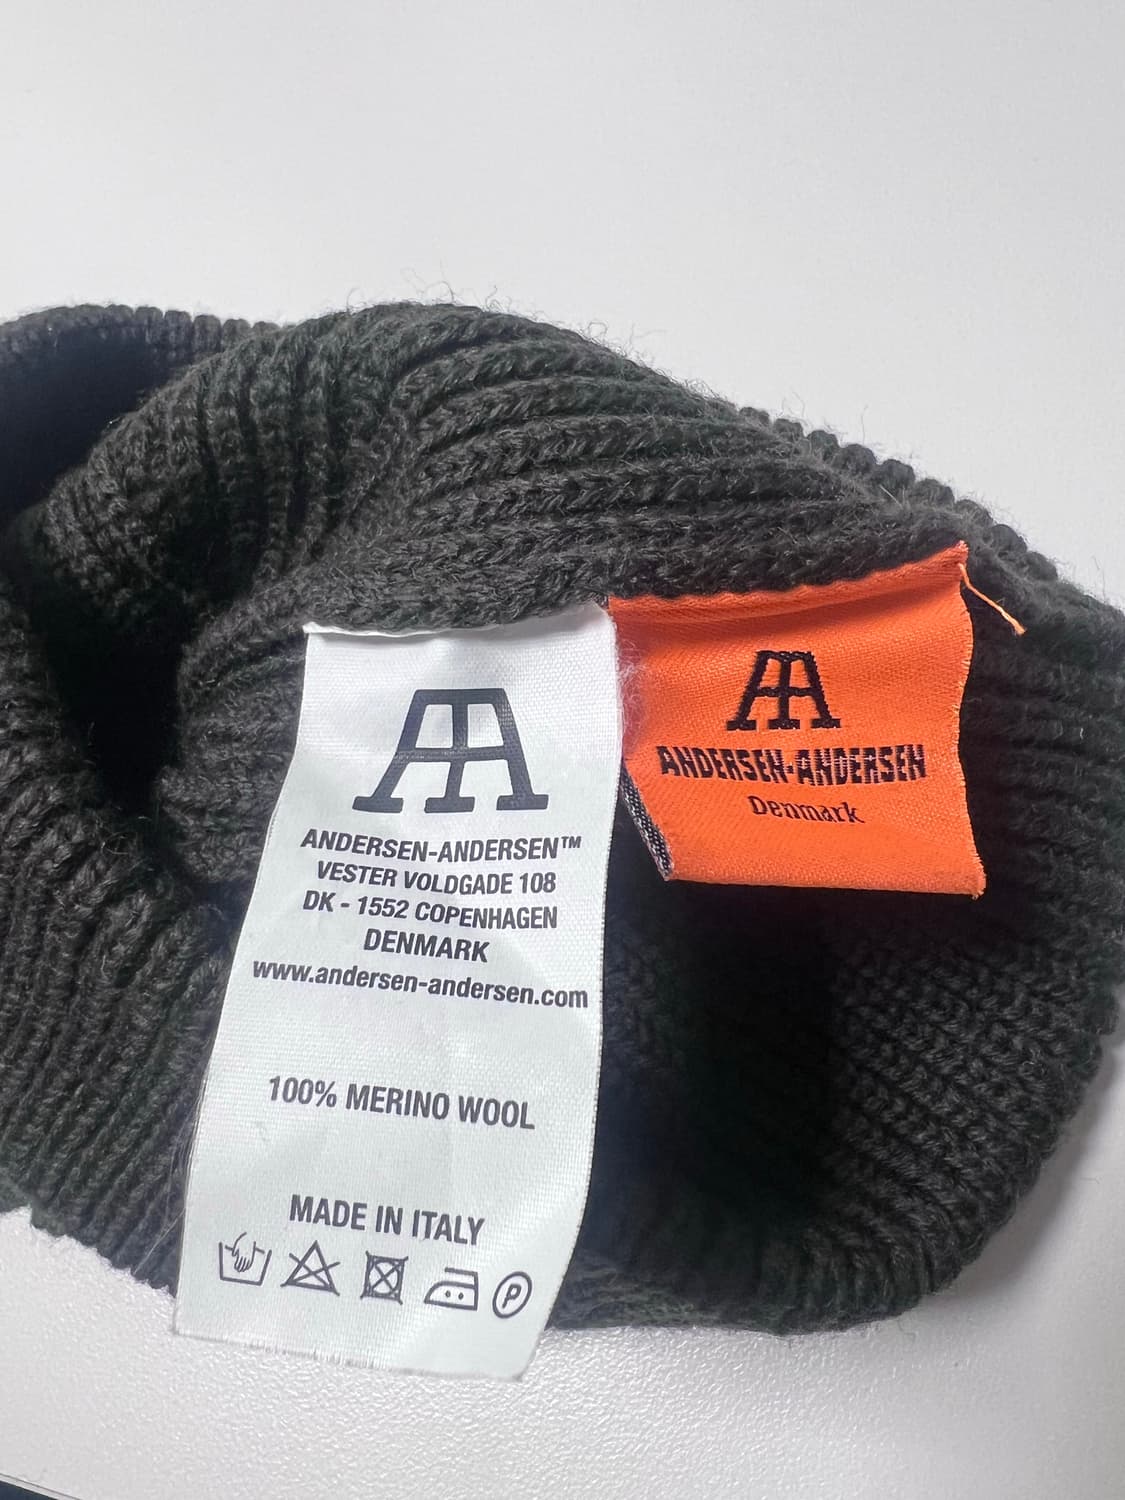 ANDERSEN-ANDERSEN™
VESTER VOLDGADE 108
DK - 1552 COPENHAGEN
DENMARK
www.andersen-andersen.com
100% MERINO WOOL
MADE IN ITALY
P
AA
ANDERSEN-ANDERSEN
Denmark